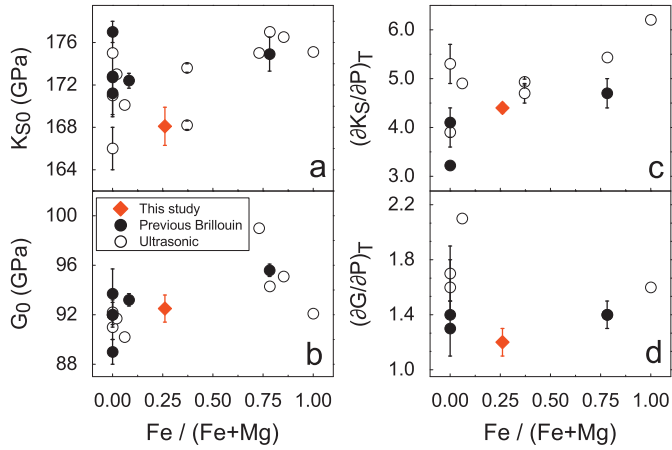 176
172
168
164
K_S0 (GPa)
a
100
96
92
88
G_0 (GPa)
This study
Previous Brillouin
Ultrasonic
b
0.00 0.25 0.50 0.75 1.00
Fe / (Fe+Mg)
6.0
5.0
4.0
3.0
(∂K_S/∂P)_T
c
2.2
1.8
1.4
1.0
(∂G/∂P)_T
d
0.00 0.25 0.50 0.75 1.00
Fe / (Fe+Mg)